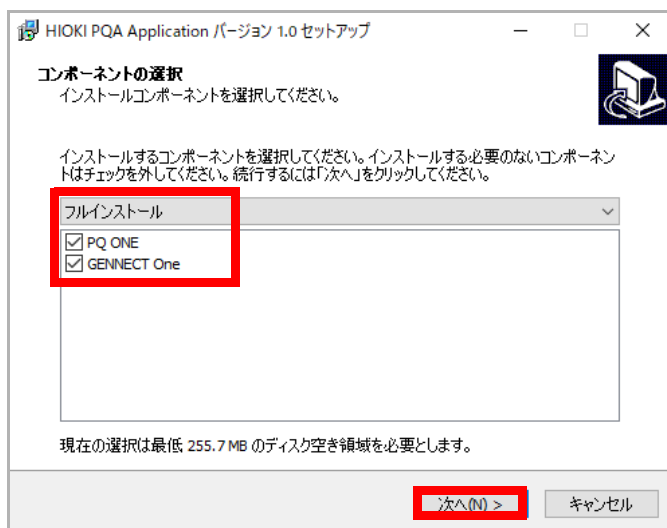 HIOKI PQA Application バージョン 1.0 セットアップ
コンポーネントの選択
インストールコンポーネントを選択してください。
インストールするコンポーネントを選択してください。インストールする必要のないコンポーネン
トはチェックを外してください。続行するには「次へ」をクリックしてください。
フルインストール
PQ ONE
GENNECT One
現在の選択は最低 255.7 MB のディスク空き領域を必要とします。
次へ(N) >
キャンセル